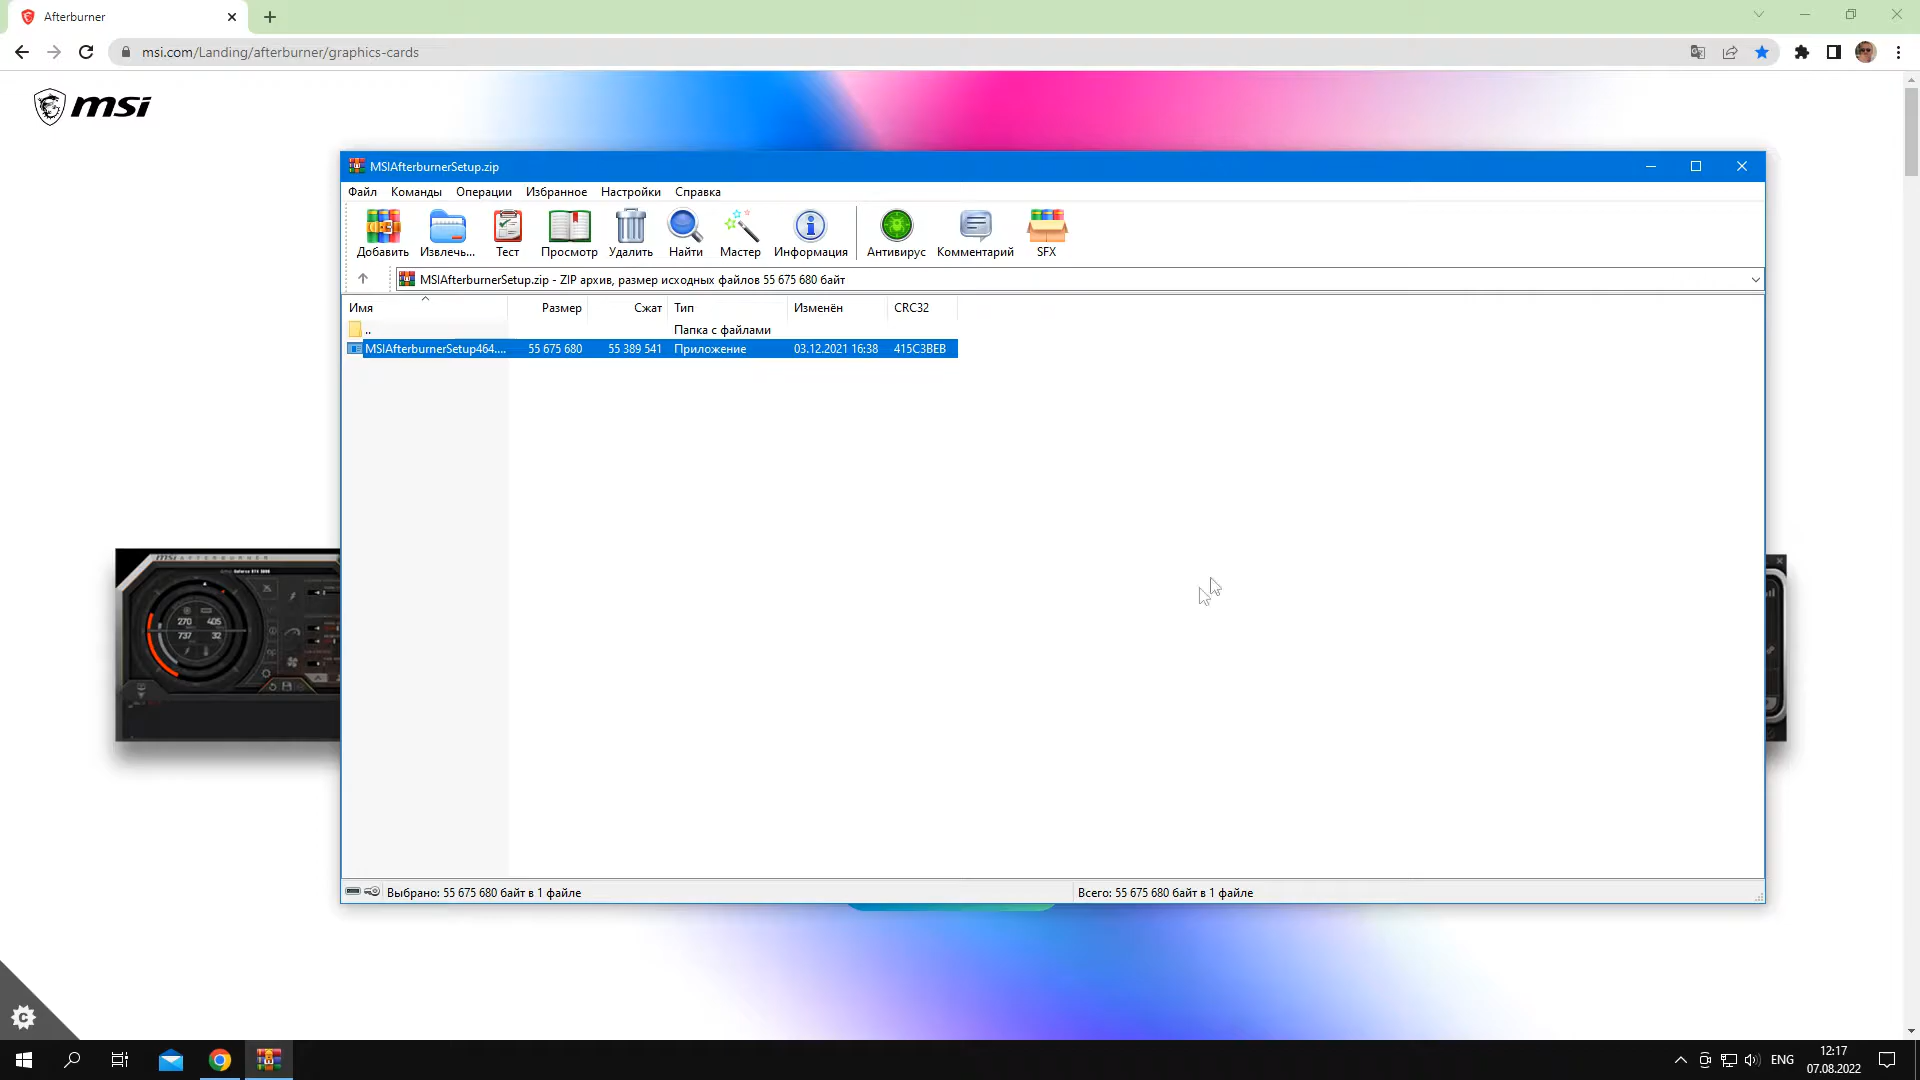 Afterburner
msi.com/Landing/afterburner/graphics-cards
msi
MSIAfterburnerSetup.zip
Файл Команды Операции Избранное Настройки Справка
Добавить Извлечь... Тест Просмотр Удалить Найти Мастер Информация Антивирус Комментарий SFX
MSIAfterburnerSetup.zip - ZIP архив, размер исходных файлов 55 675 680 байт
Имя Размер Сжат Тип Изменён CRC32
.. Папка с файлами
MSIAfterburnerSetup464.... 55 675 680 55 389 541 Приложение 03.12.2021 16:38 415C3BEB
270 405
737 32
Выбрано: 55 675 680 байт в 1 файле Всего: 55 675 680 байт в 1 файле
ENG
12:17
07.08.2022